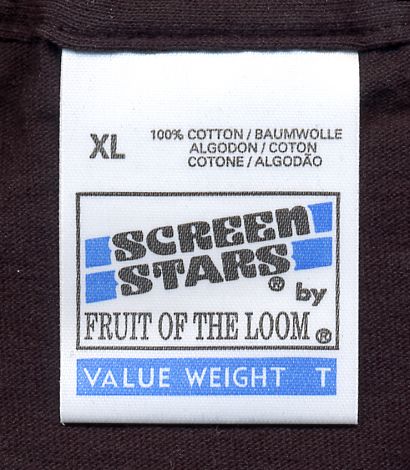 XL
100% COTTON / BAUMWOLLE
ALGODON / COTON
COTONE / ALGODÃO
SCREEN
STARS® by
FRUIT OF THE LOOM®
VALUE WEIGHT T